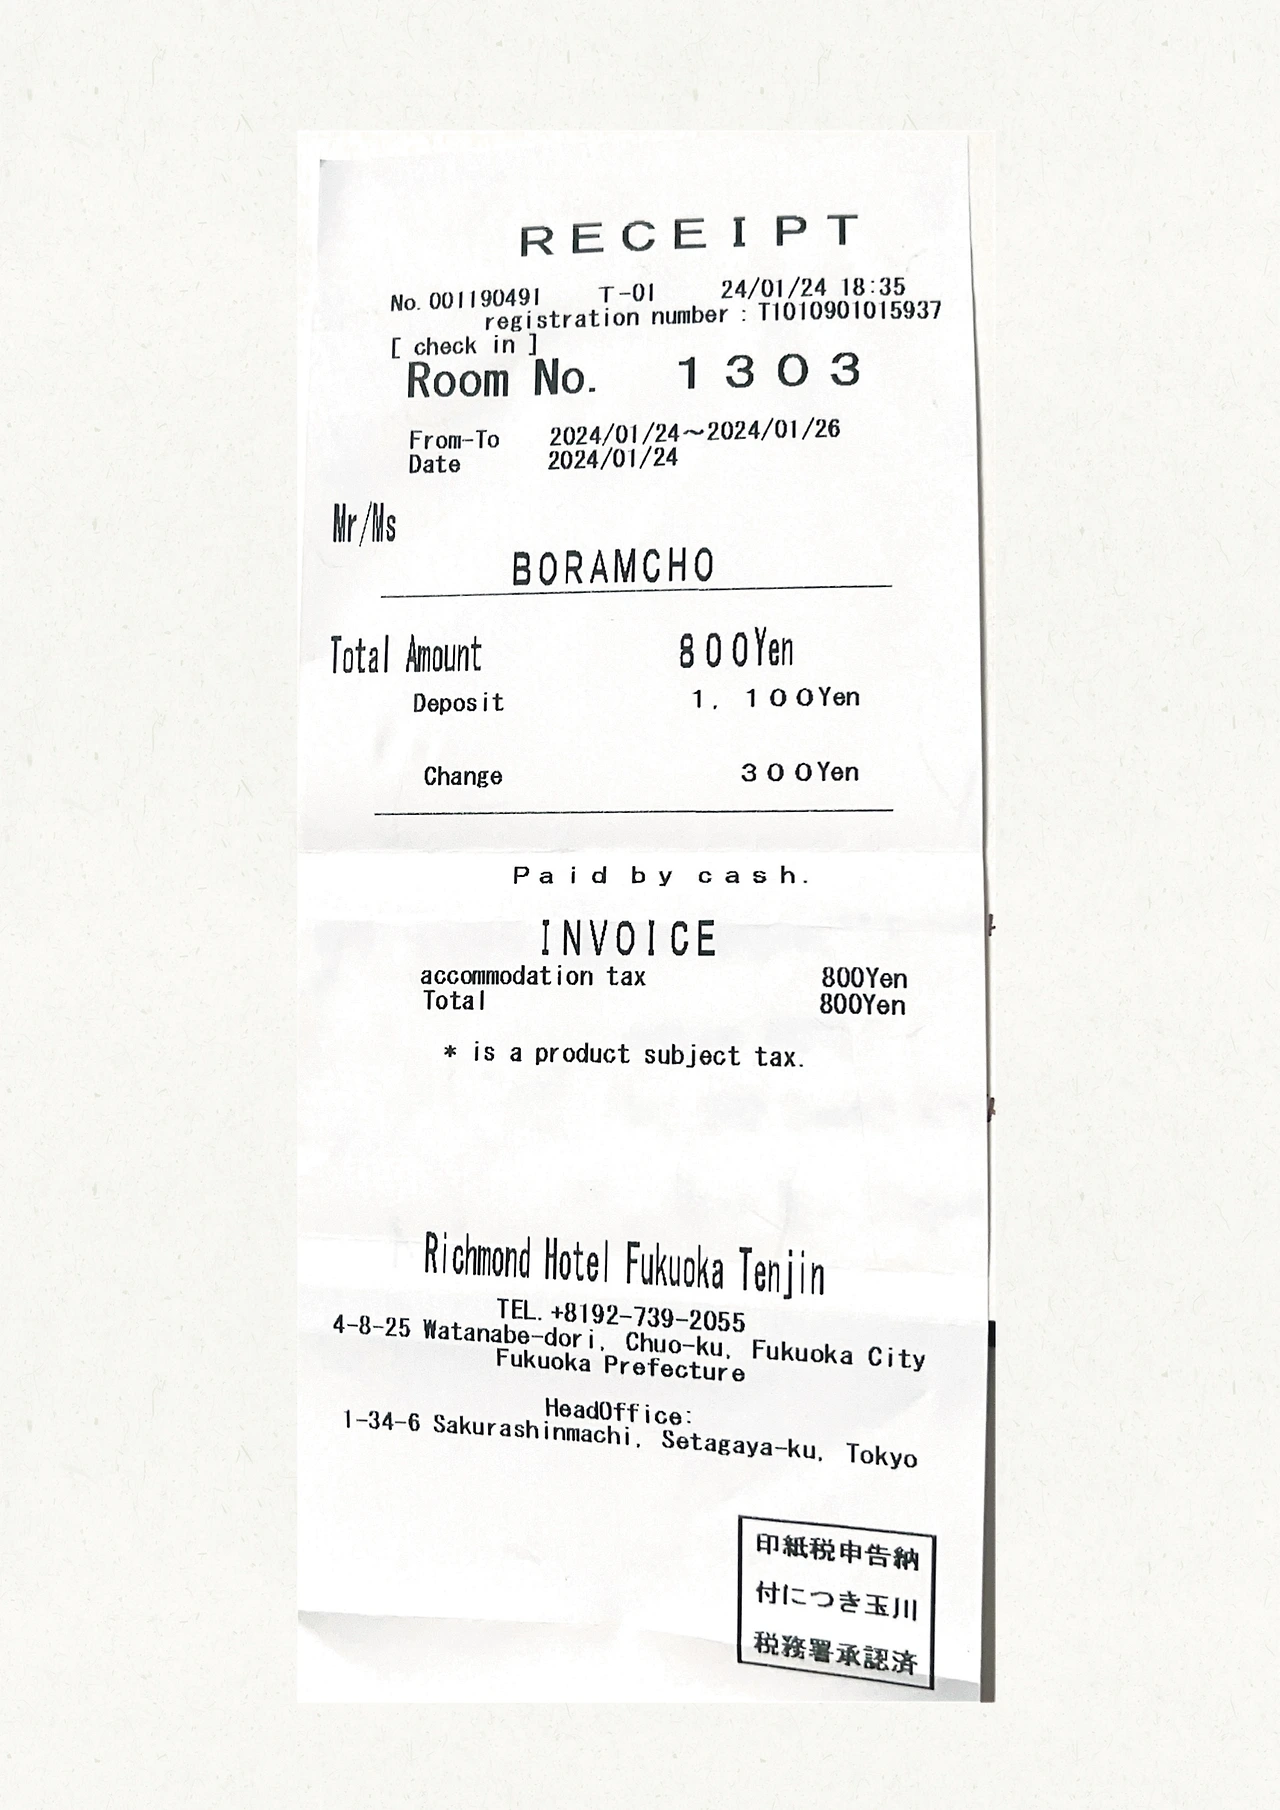 RECEIPT
No. 001190491 T-01 24/01/24 18:35
registration number : T1010901015937
[ check in ]
Room No. 1303
From-To 2024/01/24～2024/01/26
Date 2024/01/24
Mr/Ms
BORAMCHO
Total Amount 800Yen
Deposit 1,100Yen
Change 300Yen
Paid by cash.
INVOICE
accommodation tax 800Yen
Total 800Yen
* is a product subject tax.
Richmond Hotel Fukuoka Tenjin
TEL. +8192-739-2055
4-8-25 Watanabe-dori, Chuo-ku, Fukuoka City
Fukuoka Prefecture
HeadOffice:
1-34-6 Sakurashinmachi, Setagaya-ku, Tokyo
印紙税申告納
付につき玉川
税務署承認済